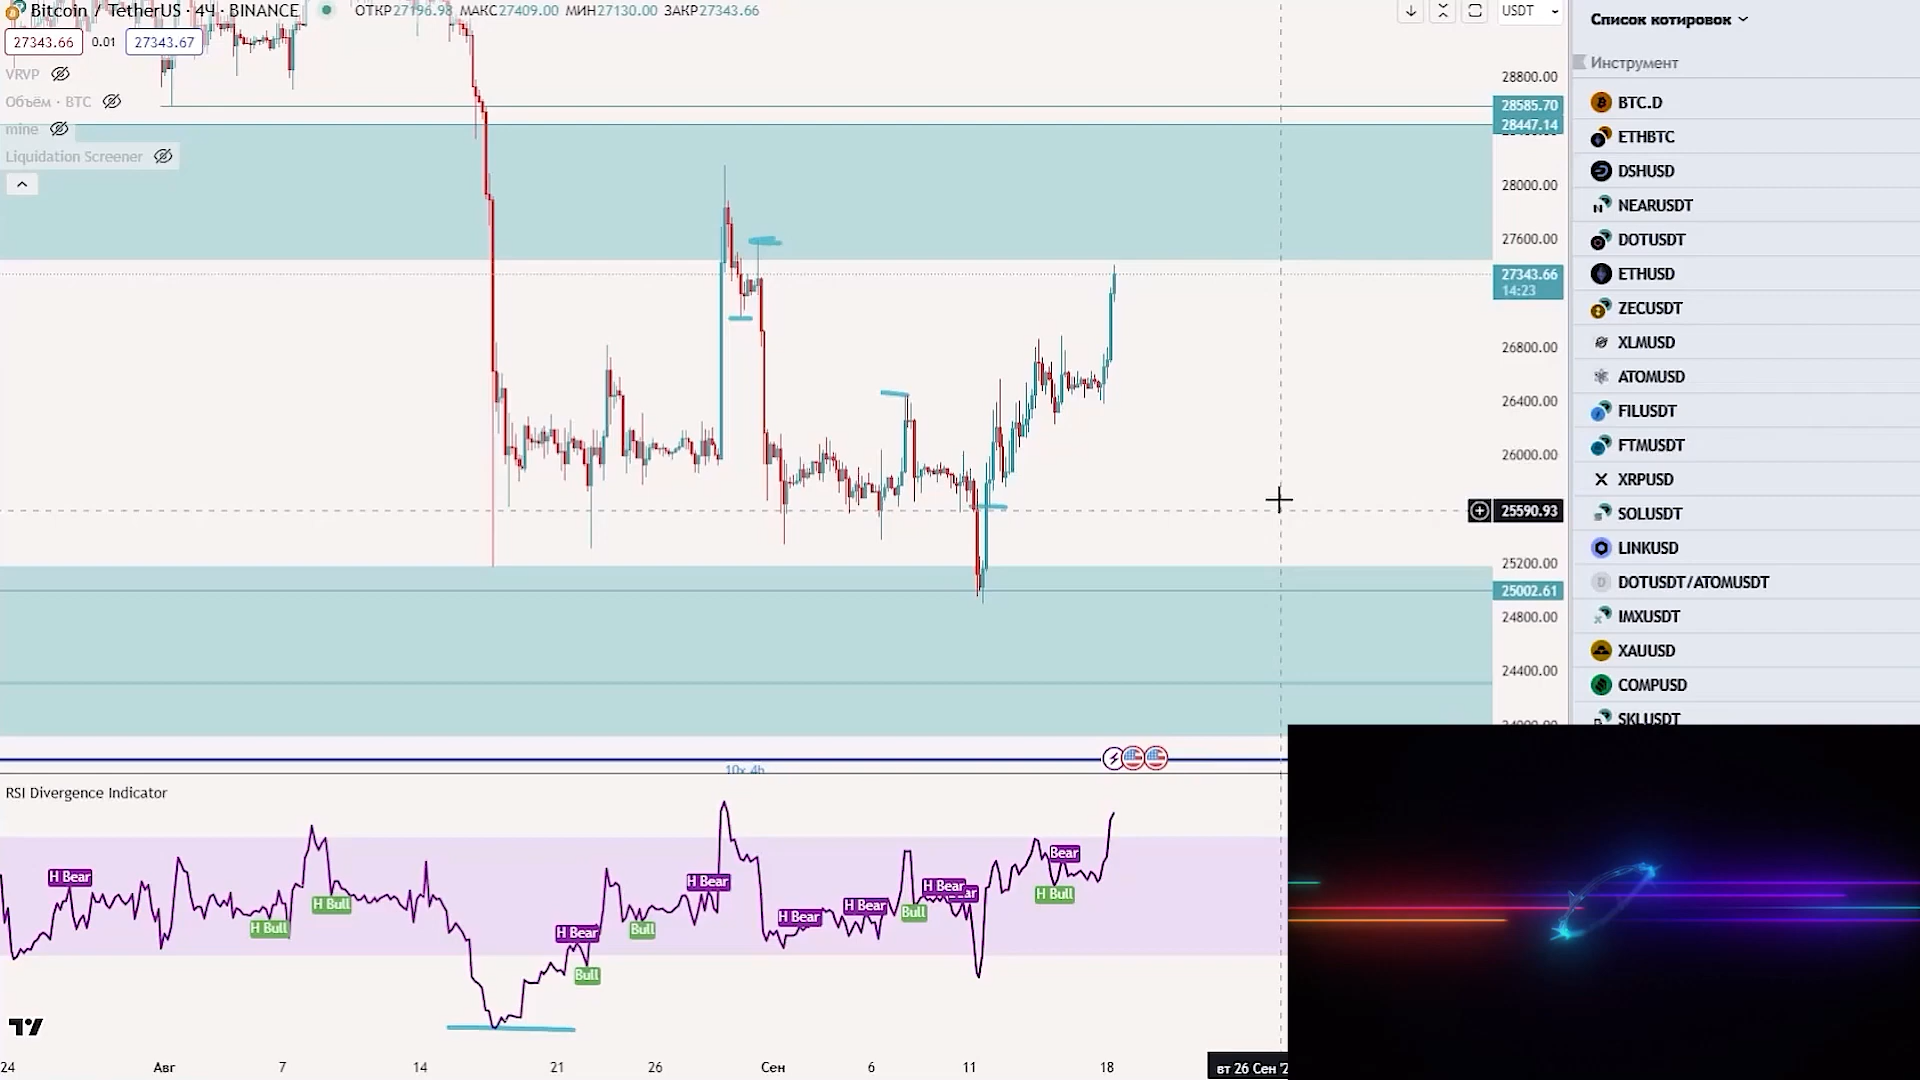 Bitcoin / TetherUS · 4Ч · BINANCE ОТКР27196.98 МАКС27409.00 МИН27130.00 ЗАКР27343.66
27343.66 0.01 27343.67
VRVP
Объём · BTC
mine
Liquidation Screener
USDT
28800.00
28585.70
28447.14
28000.00
27600.00
27343.66
14:23
26800.00
26400.00
26000.00
25590.93
25200.00
25002.61
24800.00
24400.00
10x 4h
RSI Divergence Indicator
H Bear
H Bull
H Bull
H Bear
Bull
Bull
H Bear
H Bear
H Bear
Bull
H Bear
Bear
H Bull
24 Авг 7 14 21 26 Сен 6 11 18 вт 26 Сен
Список котировок
Инструмент
BTC.D
ETHBTC
DSHUSD
NEARUSDT
DOTUSDT
ETHUSD
ZECUSDT
XLMUSD
ATOMUSD
FILUSDT
FTMUSDT
XRPUSD
SOLUSDT
LINKUSD
DOTUSDT/ATOMUSDT
IMXUSDT
XAUUSD
COMPUSD
SKLUSDT